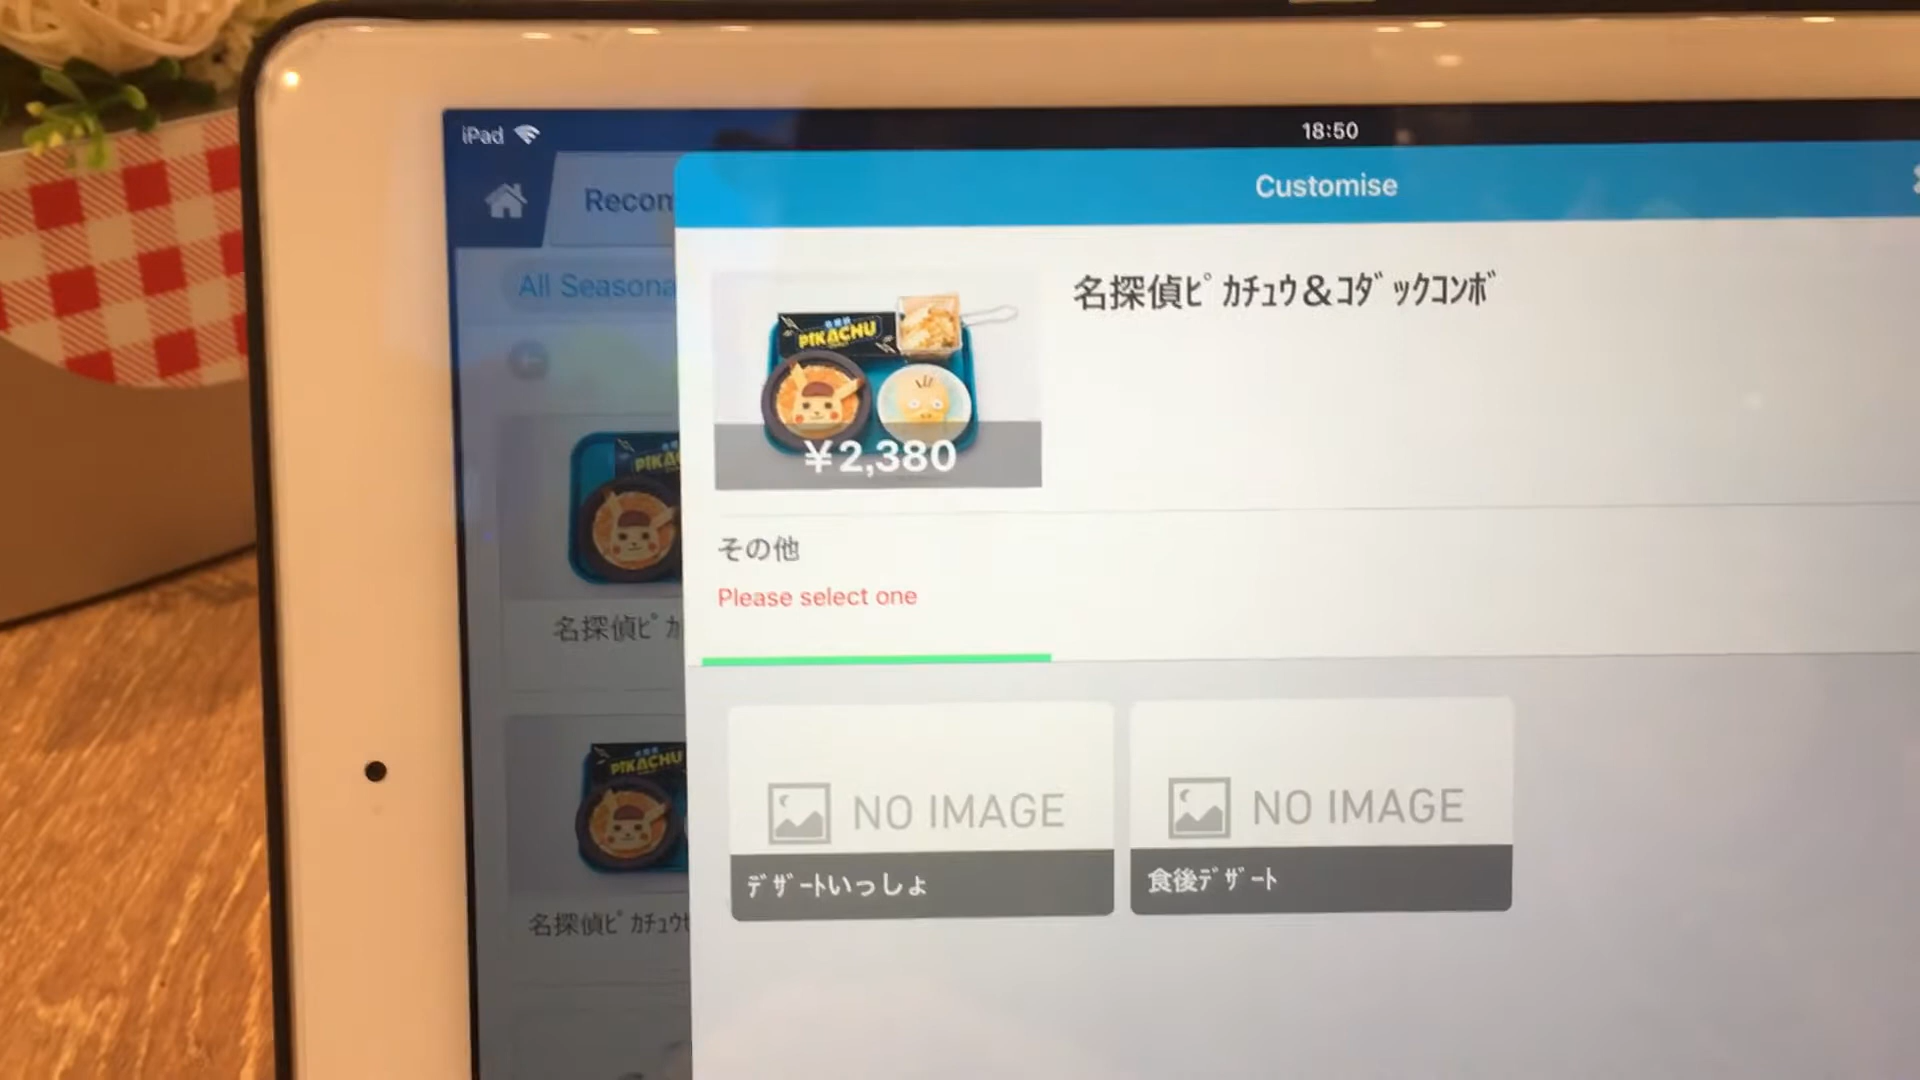 iPad
18:50
Customise
Recom
All Seasona
名探偵ﾋﾟｶﾁｭｳ&ｺﾀﾞｯｸｺﾝﾎﾞ
PIKACHU
¥2,380
その他
Please select one
名探偵ﾋﾟｶ
NO IMAGE
NO IMAGE
ﾃﾞｻﾞｰﾄいっしょ
食後ﾃﾞｻﾞｰﾄ
PIKACHU
名探偵ﾋﾟｶﾁｭｳ